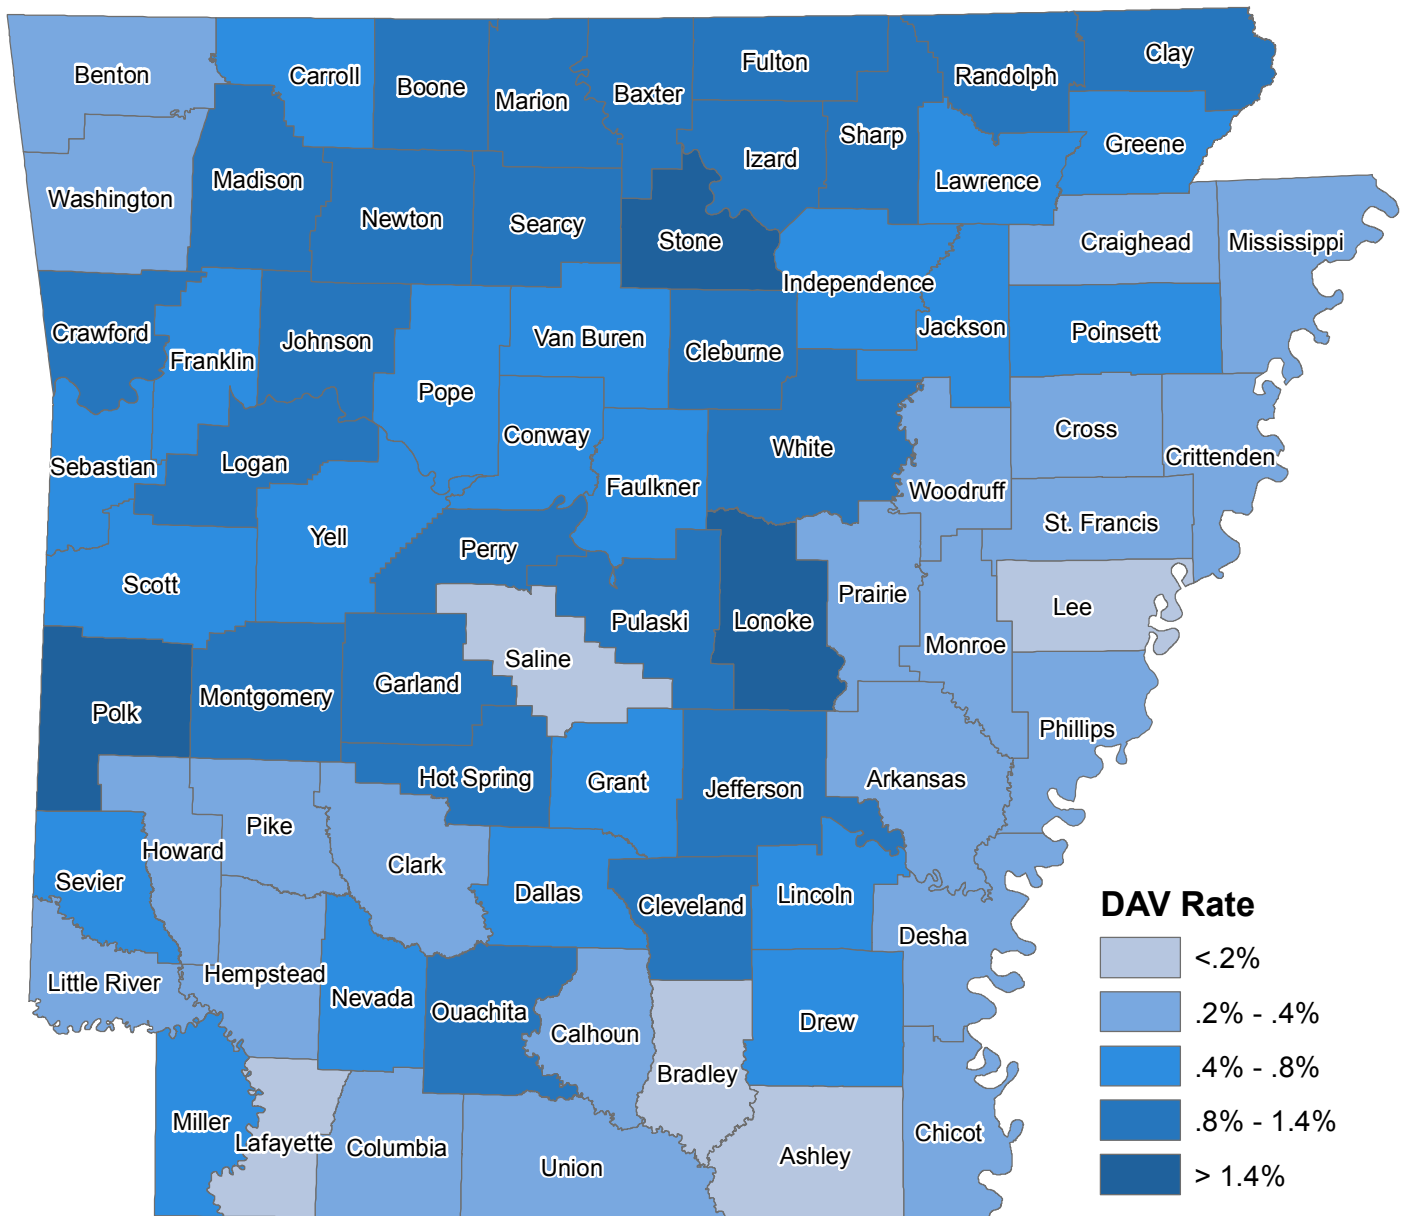 Benton
Carroll
Boone
Marion
Baxter
Fulton
Randolph
Clay
Sharp
Greene
Izard
Lawrence
Washington
Madison
Newton
Searcy
Stone
Craighead
Mississippi
Independence
Crawford
Franklin
Johnson
Van Buren
Cleburne
Jackson
Poinsett
Pope
Conway
White
Cross
Crittenden
Sebastian
Logan
Faulkner
Woodruff
St. Francis
Yell
Perry
Scott
Prairie
Lee
Pulaski
Lonoke
Monroe
Saline
Garland
Montgomery
Polk
Phillips
Hot Spring
Grant
Jefferson
Arkansas
Pike
Howard
Clark
Sevier
Dallas
Cleveland
Lincoln
Desha
Little River
Hempstead
Nevada
Ouachita
Calhoun
Drew
Bradley
Miller
Lafayette
Columbia
Union
Ashley
Chicot
DAV Rate
<.2%
.2% - .4%
.4% - .8%
.8% - 1.4%
> 1.4%